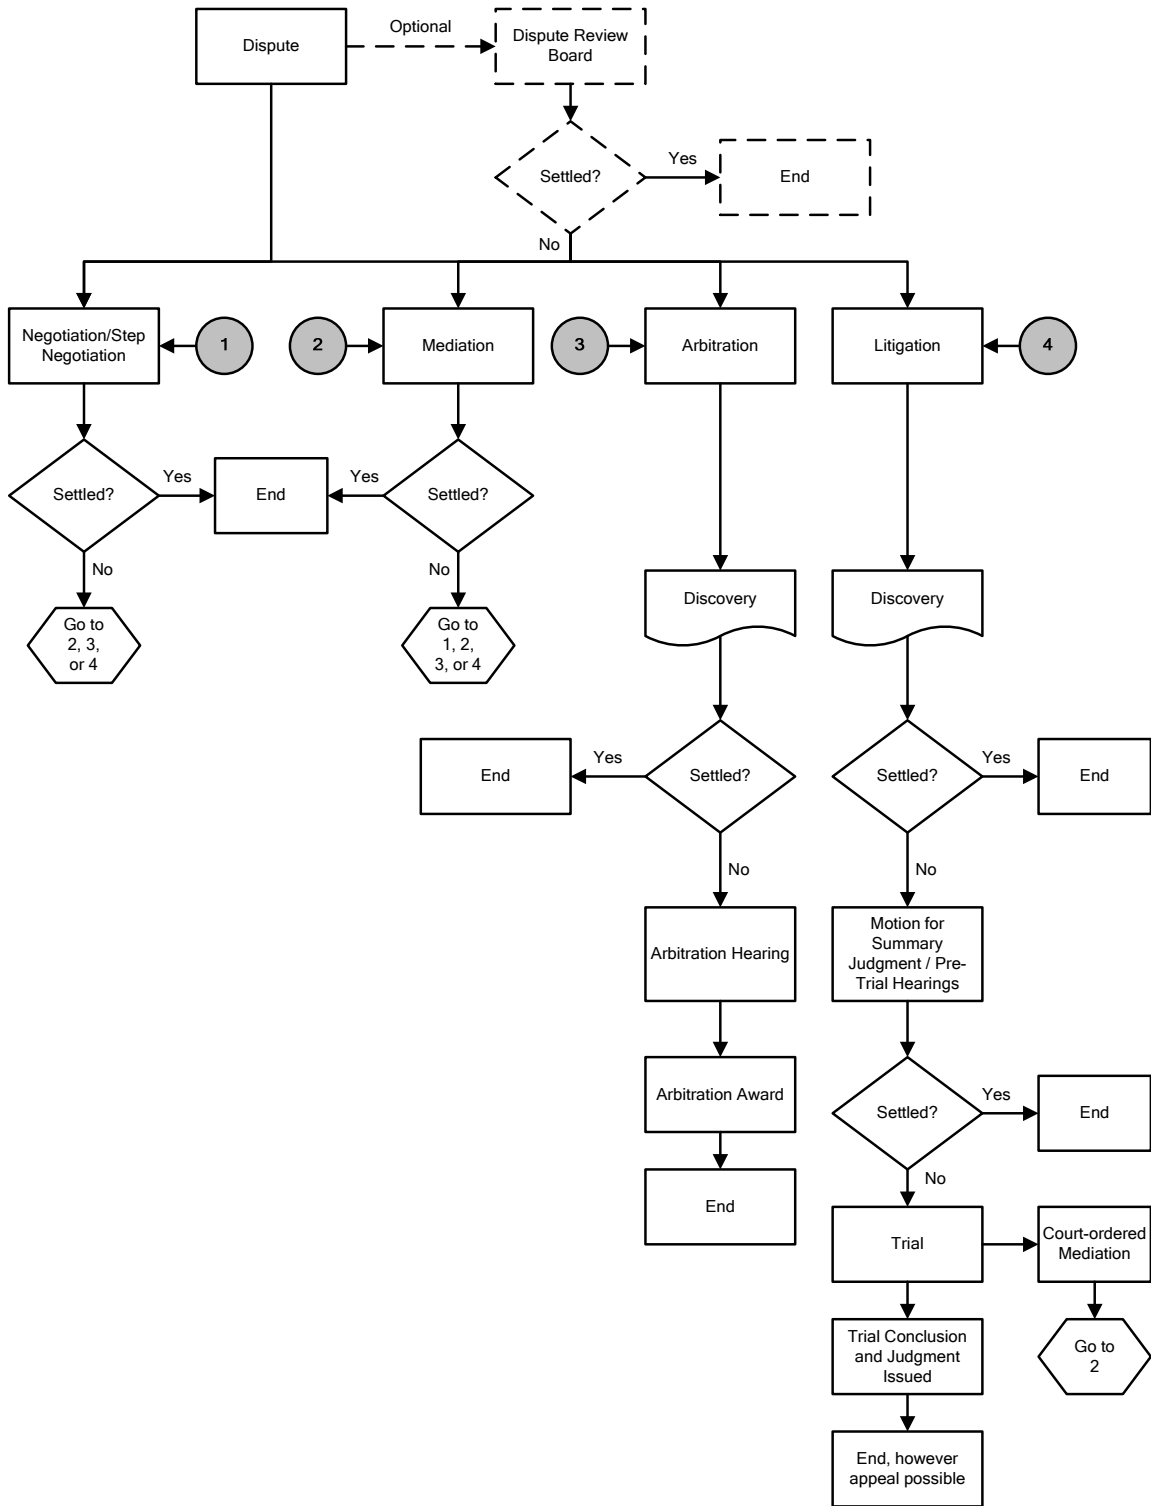 Dispute
Optional
Dispute Review
Board
Settled?
Yes
End
No
Negotiation/Step
Negotiation
1
2
Mediation
3
Arbitration
Litigation
4
Settled?
Yes
End
Yes
Settled?
No
No
Go to
2, 3,
or 4
Go to
1, 2,
3, or 4
Discovery
Discovery
End
Yes
Settled?
Settled?
Yes
End
No
No
Arbitration Hearing
Motion for
Summary
Judgment / Pre-
Trial Hearings
Arbitration Award
Settled?
Yes
End
End
No
Trial
Court-ordered
Mediation
Trial Conclusion
and Judgment
Issued
Go to
2
End, however
appeal possible